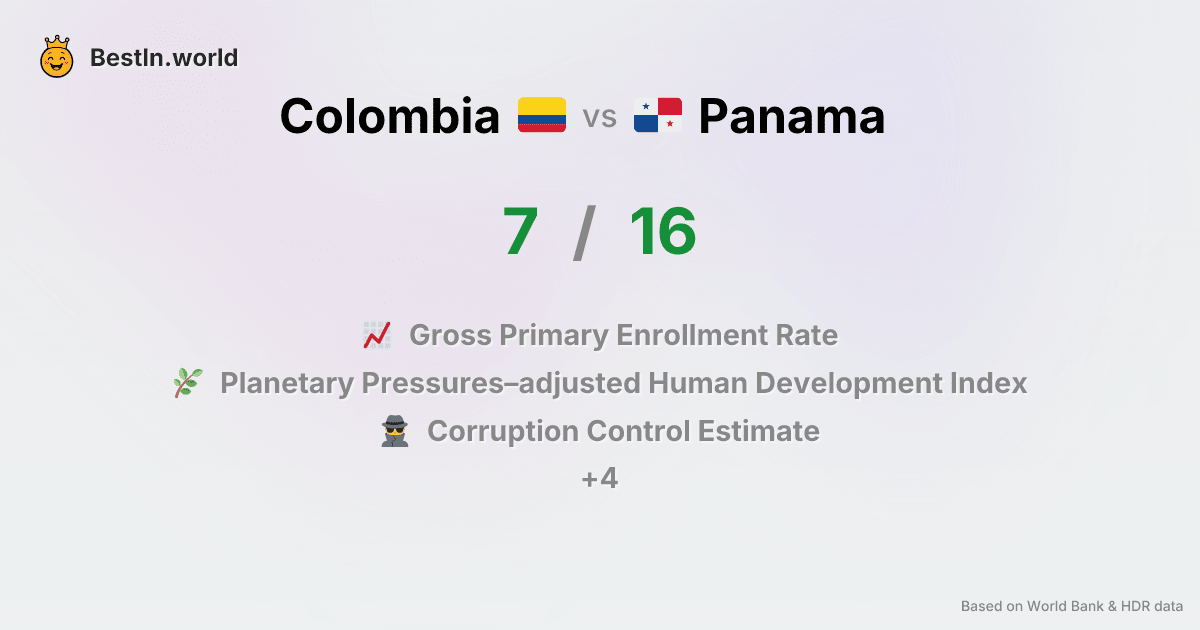 BestIn.world
Colombia vs Panama
7 / 16
Gross Primary Enrollment Rate
Planetary Pressures–adjusted Human Development Index
Corruption Control Estimate
+4
Based on World Bank & HDR data